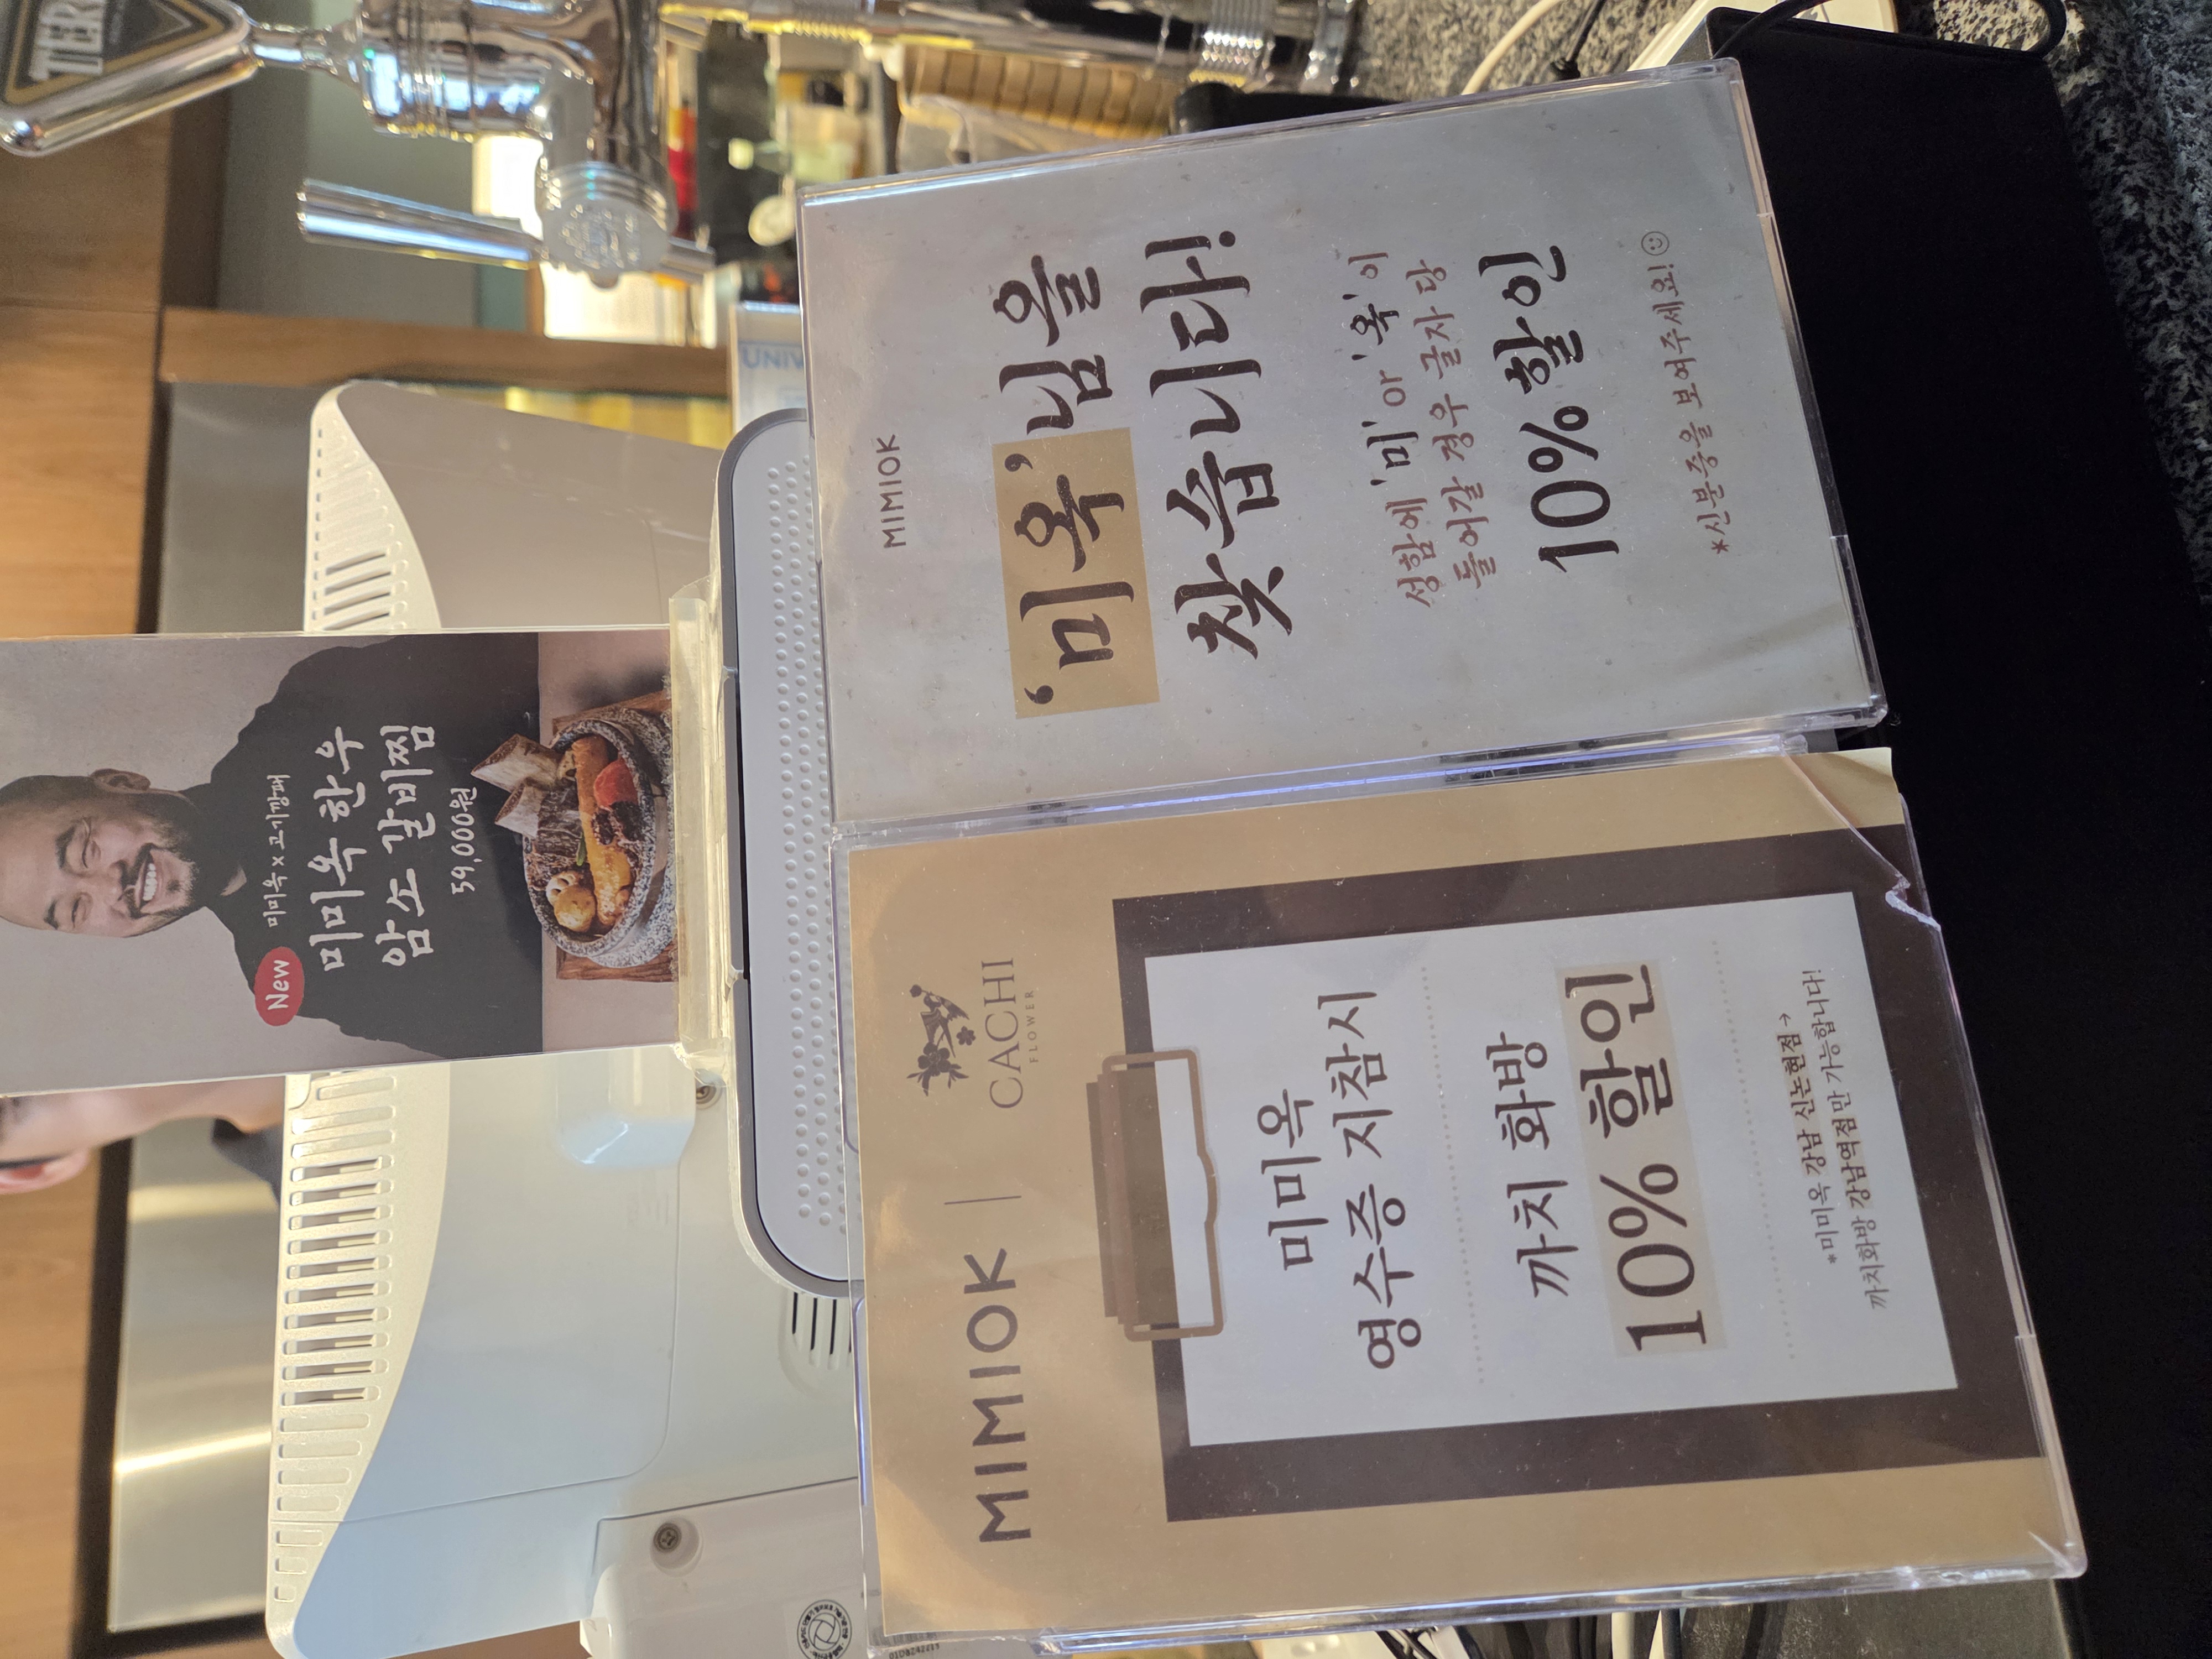 TER
UNIV
New
미미옥 x 고기깡패
미미옥 한우
암소 갈비찜
59,000원
MIMIOK | CACHI
FLOWER
미미옥
영수증 지참시
까치 화방
10% 할인
*미미옥 강남 신논현점→
까치화방 강남역점만 가능합니다!
MIMIOK
'미옥'님을
찾습니다!
성함에 '미' or '옥'이
들어갈 경우 글자 당
10% 할인
*신분증을 보여주세요!☺